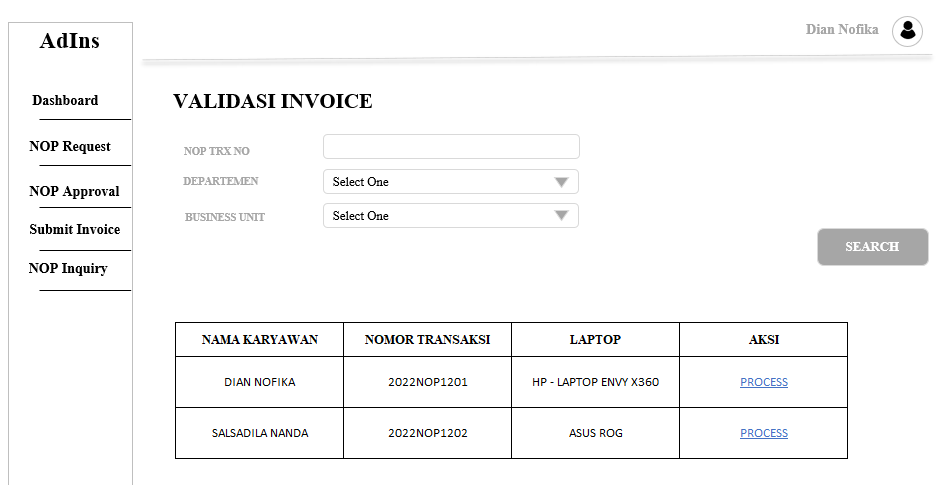 AdIns
Dian Nofika
Dashboard
NOP Request
NOP Approval
Submit Invoice
NOP Inquiry
VALIDASI INVOICE
NOP TRX NO
DEPARTEMEN Select One
BUSINESS UNIT Select One
SEARCH
NAMA KARYAWAN NOMOR TRANSAKSI LAPTOP AKSI
DIAN NOFIKA 2022NOP1201 HP - LAPTOP ENVY X360 PROCESS
SALSADILA NANDA 2022NOP1202 ASUS ROG PROCESS